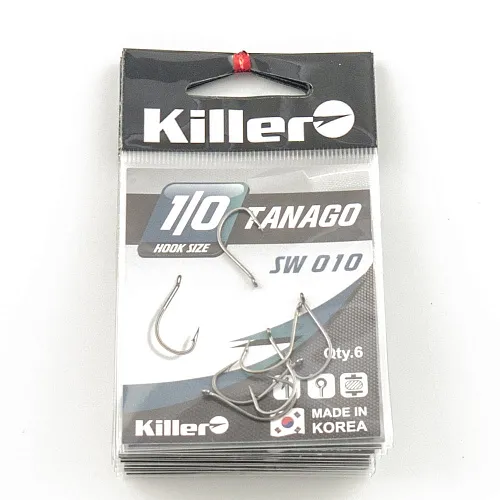 Killer
1/0 TANAGO
HOOK SIZE
SW 010
Qty.6
MADE IN
KOREA
Killer